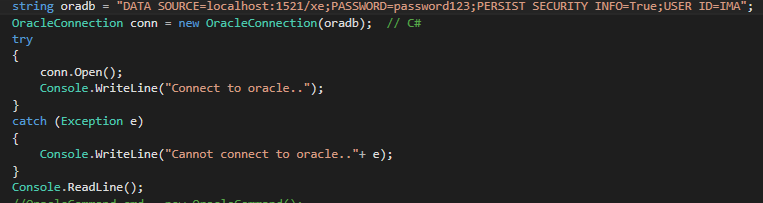 string oradb = "DATA SOURCE=localhost:1521/xe;PASSWORD=password123;PERSIST SECURITY INFO=True;USER ID=IMA";
OracleConnection conn = new OracleConnection(oradb);  // C#
try
{
    conn.Open();
    Console.WriteLine("Connect to oracle..");
}
catch (Exception e)
{
    Console.WriteLine("Cannot connect to oracle.."+ e);
}
Console.ReadLine();
//OracleCommand cmd = new OracleCommand();